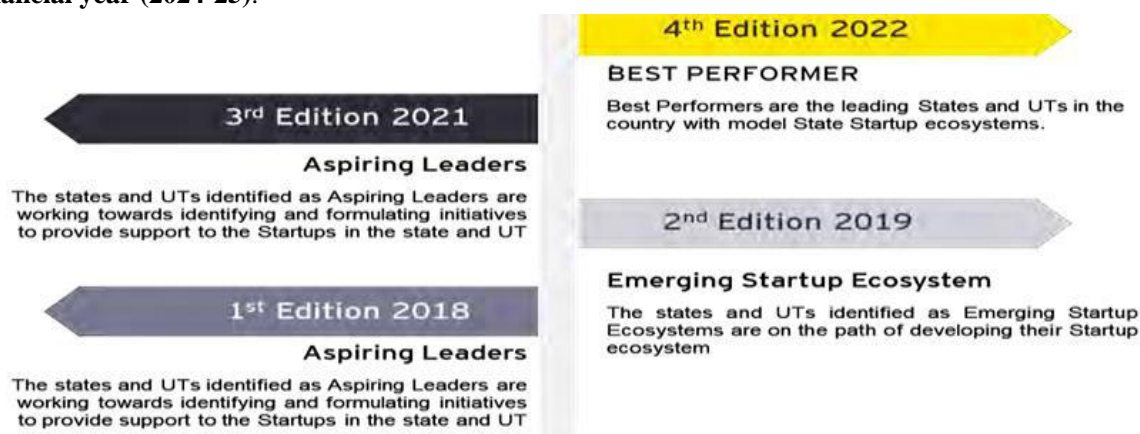 ancial year (2024-25).
4th Edition 2022
BEST PERFORMER
Best Performers are the leading States and UTs in the
country with model State Startup ecosystems.
3rd Edition 2021
Aspiring Leaders
The states and UTs identified as Aspiring Leaders are
working towards identifying and formulating initiatives
to provide support to the Startups in the state and UT
2nd Edition 2019
Emerging Startup Ecosystem
The states and UTs identified as Emerging Startup
Ecosystems are on the path of developing their Startup
ecosystem
1st Edition 2018
Aspiring Leaders
The states and UTs identified as Aspiring Leaders are
working towards identifying and formulating initiatives
to provide support to the Startups in the state and UT